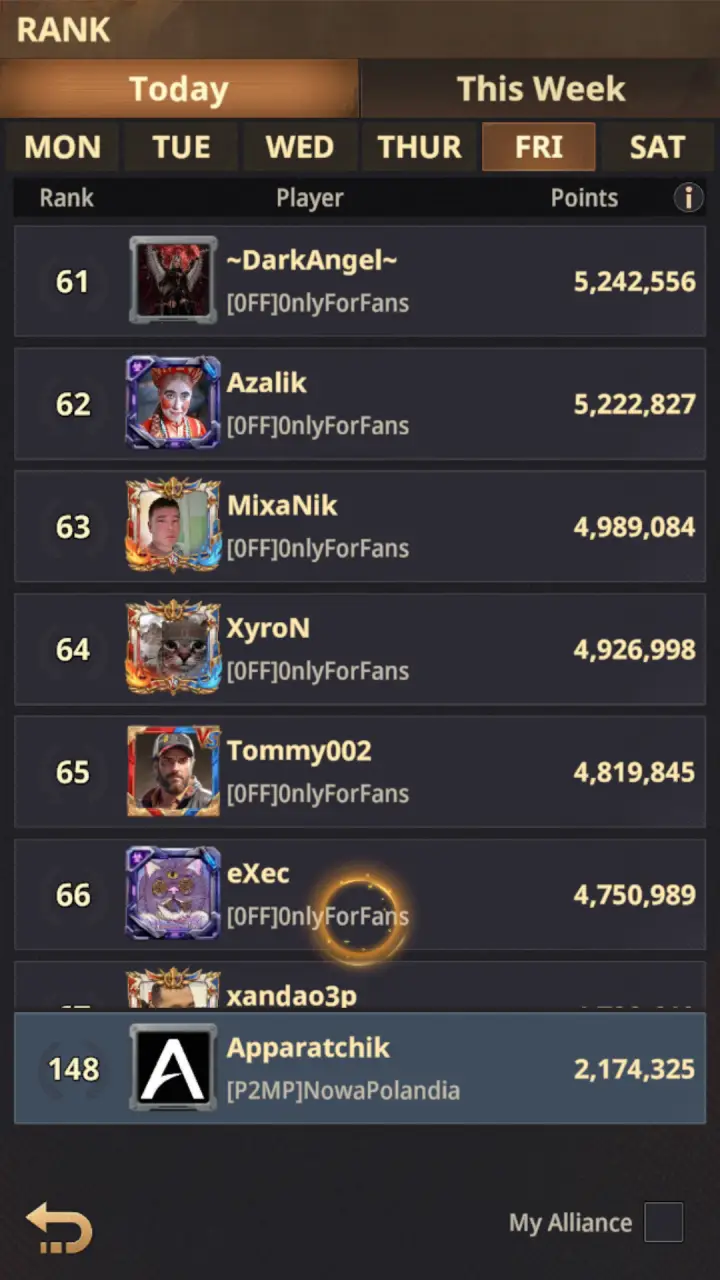 RANK
Today This Week
MON TUE WED THUR FRI SAT
Rank Player Points i
61 ~DarkAngel~ 5,242,556
[0FF]0nlyForFans
62 Azalik 5,222,827
[0FF]0nlyForFans
63 MixaNik 4,989,084
[0FF]0nlyForFans
64 XyroN 4,926,998
[0FF]0nlyForFans
65 Tommy002 4,819,845
[0FF]0nlyForFans
66 eXec 4,750,989
[0FF]0nlyForFans
xandao3p
148 Apparatchik 2,174,325
[P2MP]NowaPolandia
My Alliance